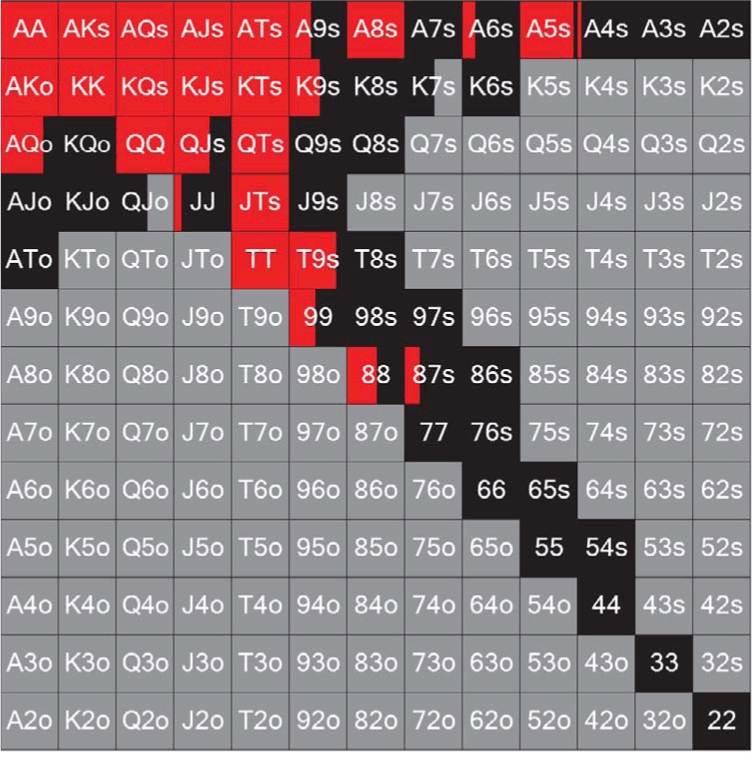 AA AKs AQs AJs ATs A9s A8s A7s A6s A5s A4s A3s A2s
AKo KK KQs KJs KTs K9s K8s K7s K6s K5s K4s K3s K2s
AQo KQo QQ QJs QTs Q9s Q8s Q7s Q6s Q5s Q4s Q3s Q2s
AJo KJo QJo JJ JTs J9s J8s J7s J6s J5s J4s J3s J2s
ATo KTo QTo JTo TT T9s T8s T7s T6s T5s T4s T3s T2s
A9o K9o Q9o J9o T9o 99 98s 97s 96s 95s 94s 93s 92s
A8o K8o Q8o J8o T8o 98o 88 87s 86s 85s 84s 83s 82s
A7o K7o Q7o J7o T7o 97o 87o 77 76s 75s 74s 73s 72s
A6o K6o Q6o J6o T6o 96o 86o 76o 66 65s 64s 63s 62s
A5o K5o Q5o J5o T5o 95o 85o 75o 65o 55 54s 53s 52s
A4o K4o Q4o J4o T4o 94o 84o 74o 64o 54o 44 43s 42s
A3o K3o Q3o J3o T3o 93o 83o 73o 63o 53o 43o 33 32s
A2o K2o Q2o J2o T2o 92o 82o 72o 62o 52o 42o 32o 22